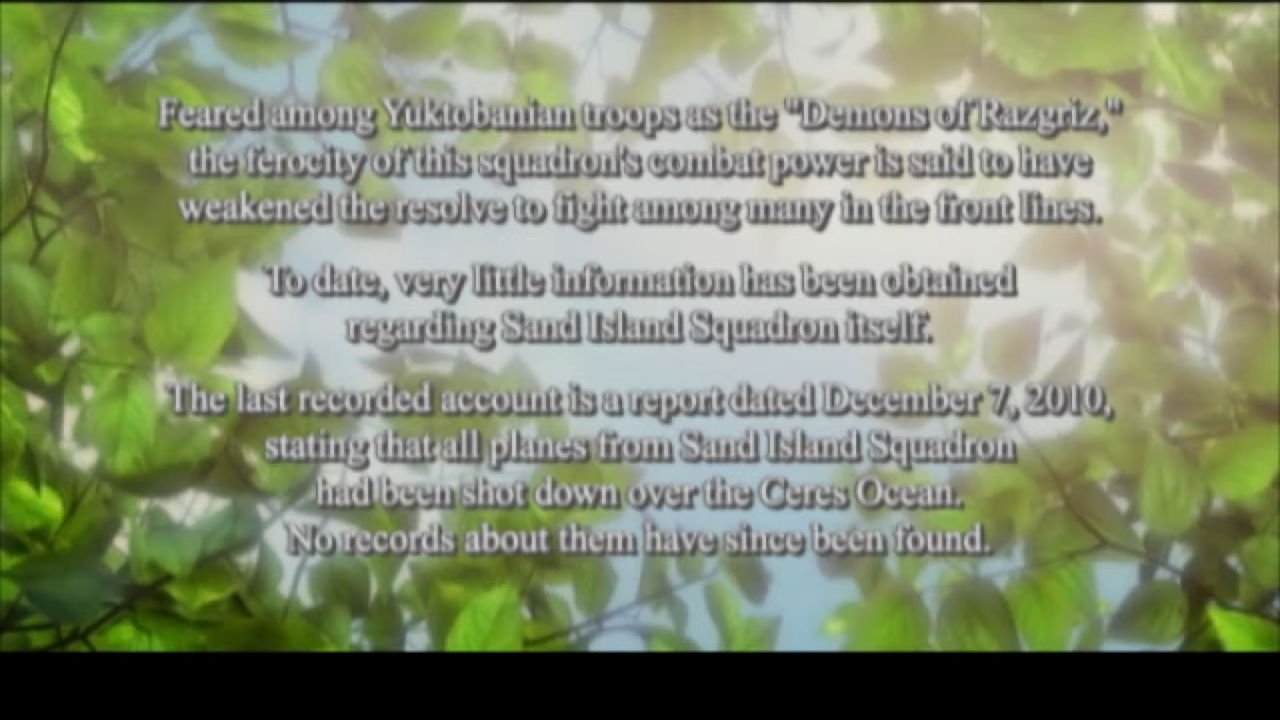 Feared among Yuktobanian troops as the "Demons of Razgriz,"
the ferocity of this squadron's combat power is said to have
weakened the resolve to fight among many in the front lines.
To date, very little information has been obtained
regarding Sand Island Squadron itself.
The last recorded account is a report dated December 7, 2010,
stating that all planes from Sand Island Squadron
had been shot down over the Ceres Ocean.
No records about them have since been found.